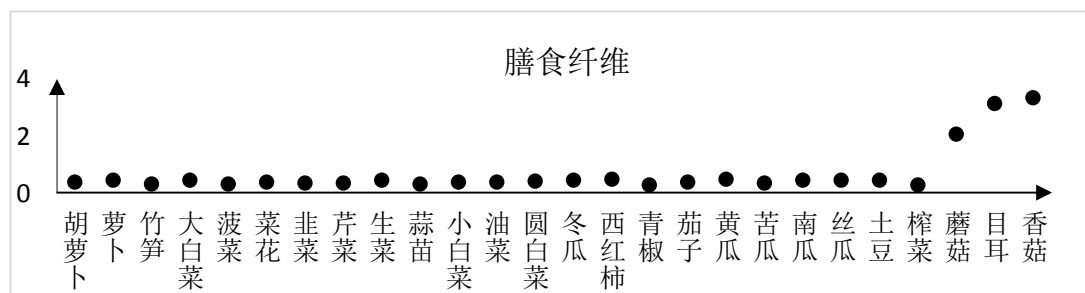 膳食纤维
4
2
0
胡萝卜
萝卜
竹笋
大白菜
菠菜
菜花
韭菜
芹菜
生菜
蒜苗
小白菜
油菜
圆白菜
冬瓜
西红柿
青椒
茄子
黄瓜
苦瓜
南瓜
丝瓜
土豆
榨菜
蘑菇
目耳
香菇